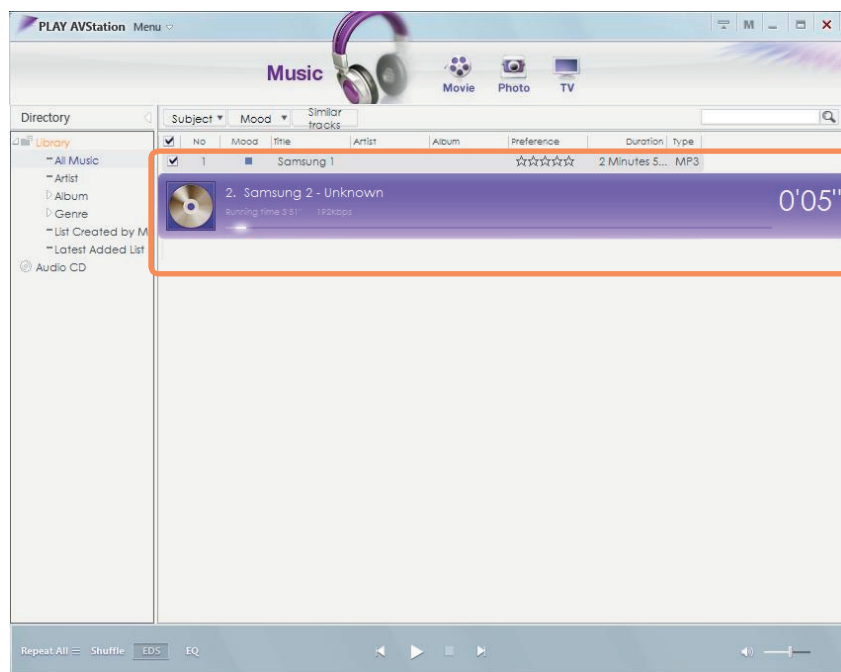 PLAY AVStation Menu
M
Music
Movie Photo TV
Directory
Subject Mood Similar tracks
Library
All Music
Artist
Album
Genre
List Created by M
Latest Added List
Audio CD
No Mood Title Artist Album Preference Duration Type
1 Samsung 1 2 Minutes 5... MP3
2. Samsung 2 - Unknown
Running time 3'51" 192Kbps
0'05"
Repeat All Shuffle EDS EQ